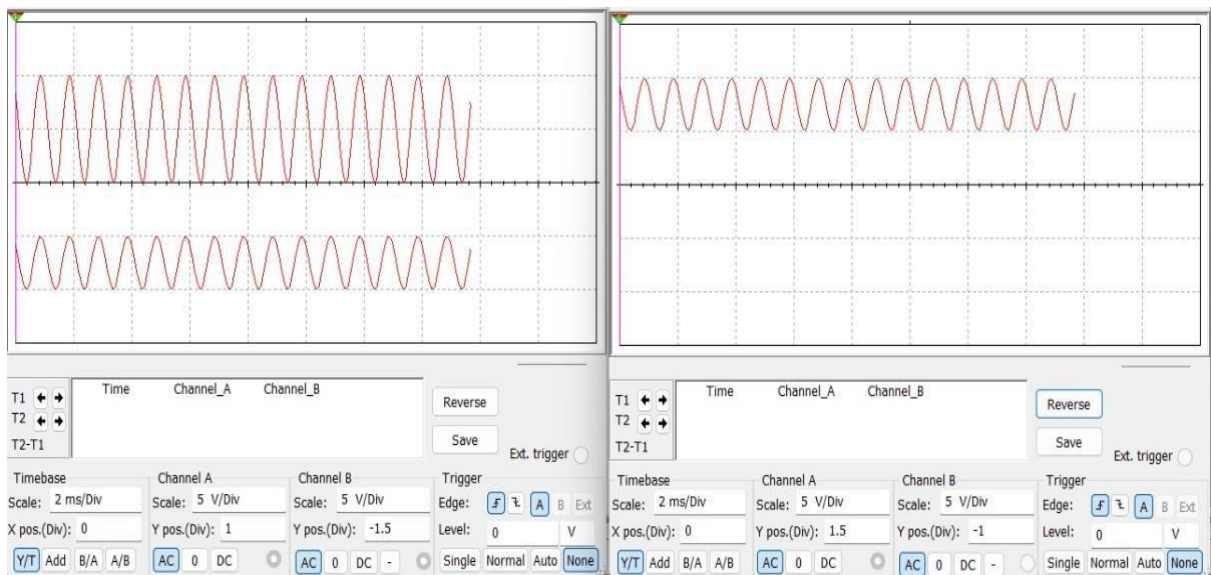 Time Channel_A Channel_B
T1
T2
T2-T1
Reverse
Save
Ext. trigger
Timebase
Scale: 2 ms/Div
X pos.(Div): 0
Y/T Add B/A A/B
Channel A
Scale: 5 V/Div
Y pos.(Div): 1
AC 0 DC
Channel B
Scale: 5 V/Div
Y pos.(Div): -1.5
AC 0 DC -
Trigger
Edge: A B Ext
Level: 0 V
Single Normal Auto None
Time Channel_A Channel_B
T1
T2
T2-T1
Reverse
Save
Ext. trigger
Timebase
Scale: 2 ms/Div
X pos.(Div): 0
Y/T Add B/A A/B
Channel A
Scale: 5 V/Div
Y pos.(Div): 1.5
AC 0 DC
Channel B
Scale: 5 V/Div
Y pos.(Div): -1
AC 0 DC -
Trigger
Edge: A B Ext
Level: 0 V
Single Normal Auto None